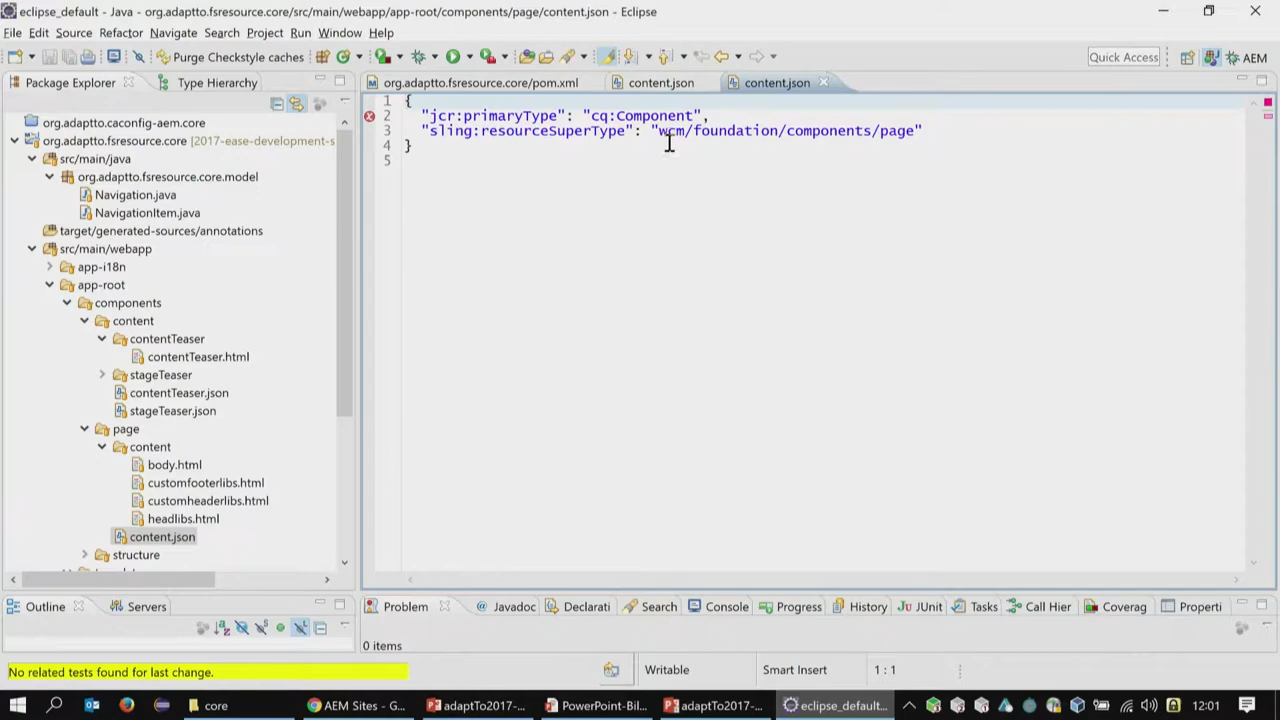 eclipse_default - Java - org.adaptto.fsresource.core/src/main/webapp/app-root/components/page/content.json - Eclipse
File Edit Source Refactor Navigate Search Project Run Window Help
Purge Checkstyle caches
Quick Access
AEM
Package Explorer
Type Hierarchy
org.adaptto.fsresource.core/pom.xml
content.json
content.json
org.adaptto.caconfig-aem.core
org.adaptto.fsresource.core [2017-ease-development-s
src/main/java
org.adaptto.fsresource.core.model
Navigation.java
NavigationItem.java
target/generated-sources/annotations
src/main/webapp
app-i18n
app-root
components
content
contentTeaser
contentTeaser.html
stageTeaser
contentTeaser.json
stageTeaser.json
page
content
body.html
customfooterlibs.html
customheaderlibs.html
headlibs.html
content.json
structure
1 {
2 "jcr:primaryType": "cq:Component",
3 "sling:resourceSuperType": "wcm/foundation/components/page"
4 }
5
Outline
Servers
Problem
Javadoc
Declarati
Search
Console
Progress
History
JUnit
Tasks
Call Hier
Coverag
Properti
0 items
No related tests found for last change.
Writable
Smart Insert
1 : 1
core
AEM Sites - G...
adaptTo2017-...
PowerPoint-Bil...
adaptTo2017-...
eclipse_default...
12:01